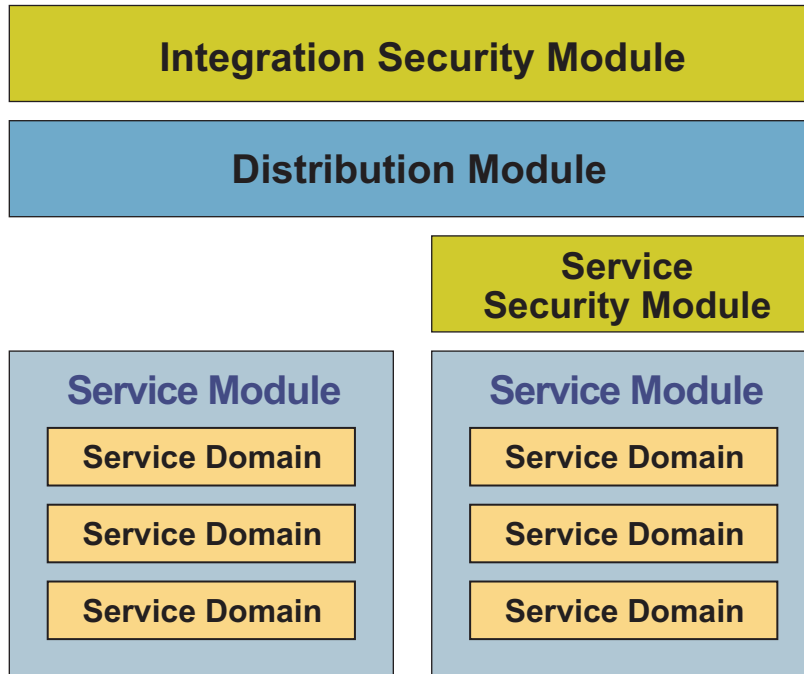 Integration Security Module
Distribution Module
Service
Security Module
Service Module
Service Domain
Service Domain
Service Domain
Service Module
Service Domain
Service Domain
Service Domain